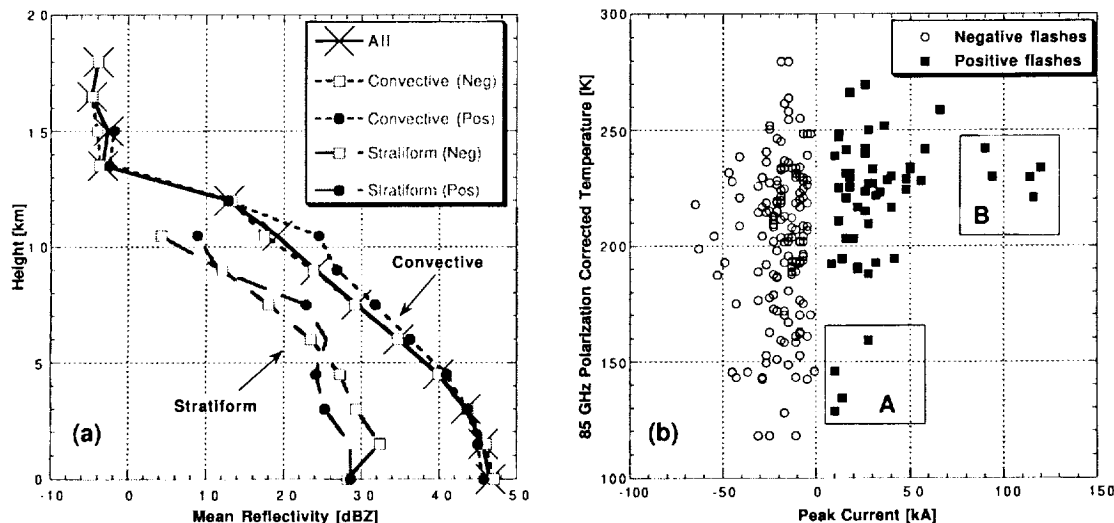 20
15
10
5
0
Height [km]
-10
0
10
20
30
40
50
Mean Reflectivity [dBZ]
All
Convective (Neg)
Convective (Pos)
Straliform (Neg)
Stratiform (Pos)
Convective
Stratiform
(a)
300
250
200
150
100
85 GHz Polarization Corrected Temperature [K]
-100
-50
0
50
100
150
Peak Current [kA]
Negative flashes
Positive flashes
B
A
(b)